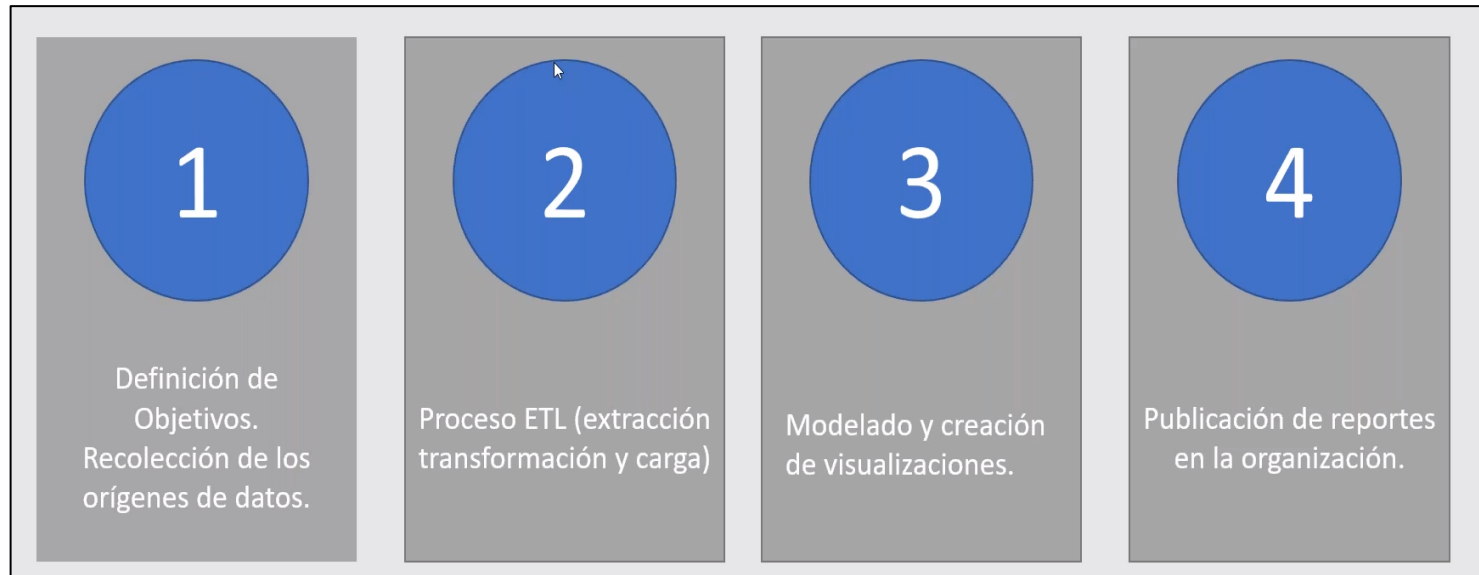 1
Definición de
Objetivos.
Recolección de los
orígenes de datos.
2
Proceso ETL (extracción
transformación y carga)
3
Modelado y creación
de visualizaciones.
4
Publicación de reportes
en la organización.